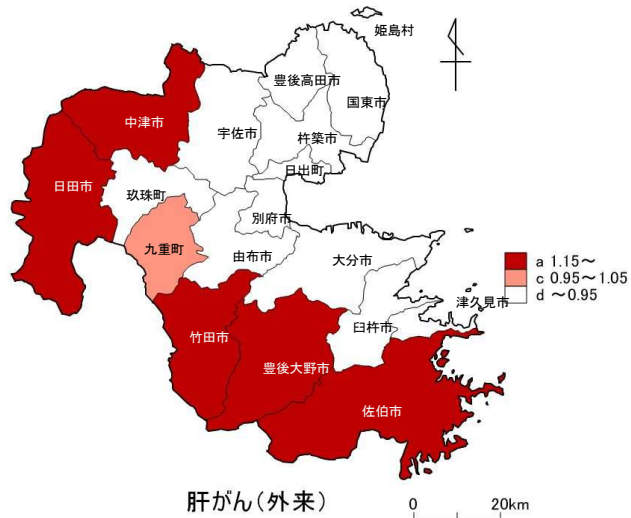 姫島村
豊後高田市
国東市
中津市
宇佐市
杵築市
日出町
日田市
玖珠町
別府市
九重町
由布市
大分市
a 1.15～
c 0.95～1.05
d ～0.95
津久見市
臼杵市
竹田市
豊後大野市
佐伯市
肝がん(外来)
0 20km